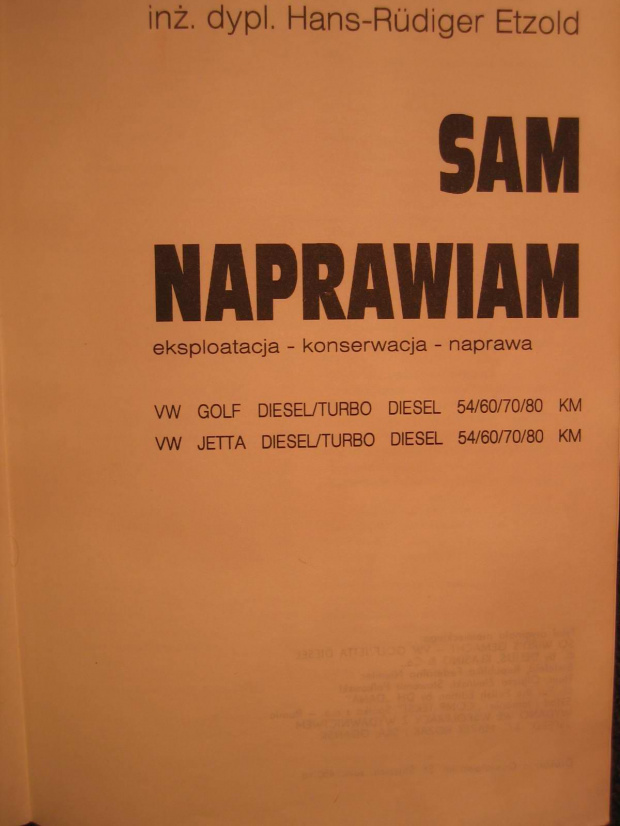 inż. dypl. Hans-Rüdiger Etzold
SAM
NAPRAWIAM
eksploatacja - konserwacja - naprawa
VW GOLF DIESEL/TURBO DIESEL 54/60/70/80 KM
VW JETTA DIESEL/TURBO DIESEL 54/60/70/80 KM